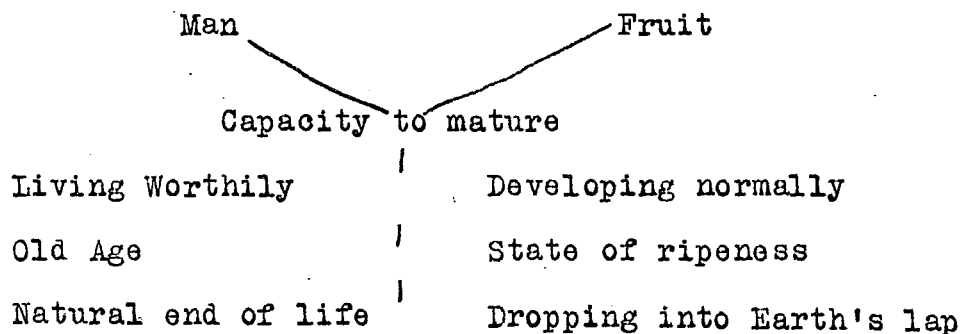 Man Fruit
Capacity to mature
Living Worthily Developing normally
Old Age State of ripeness
Natural end of life Dropping into Earth's lap